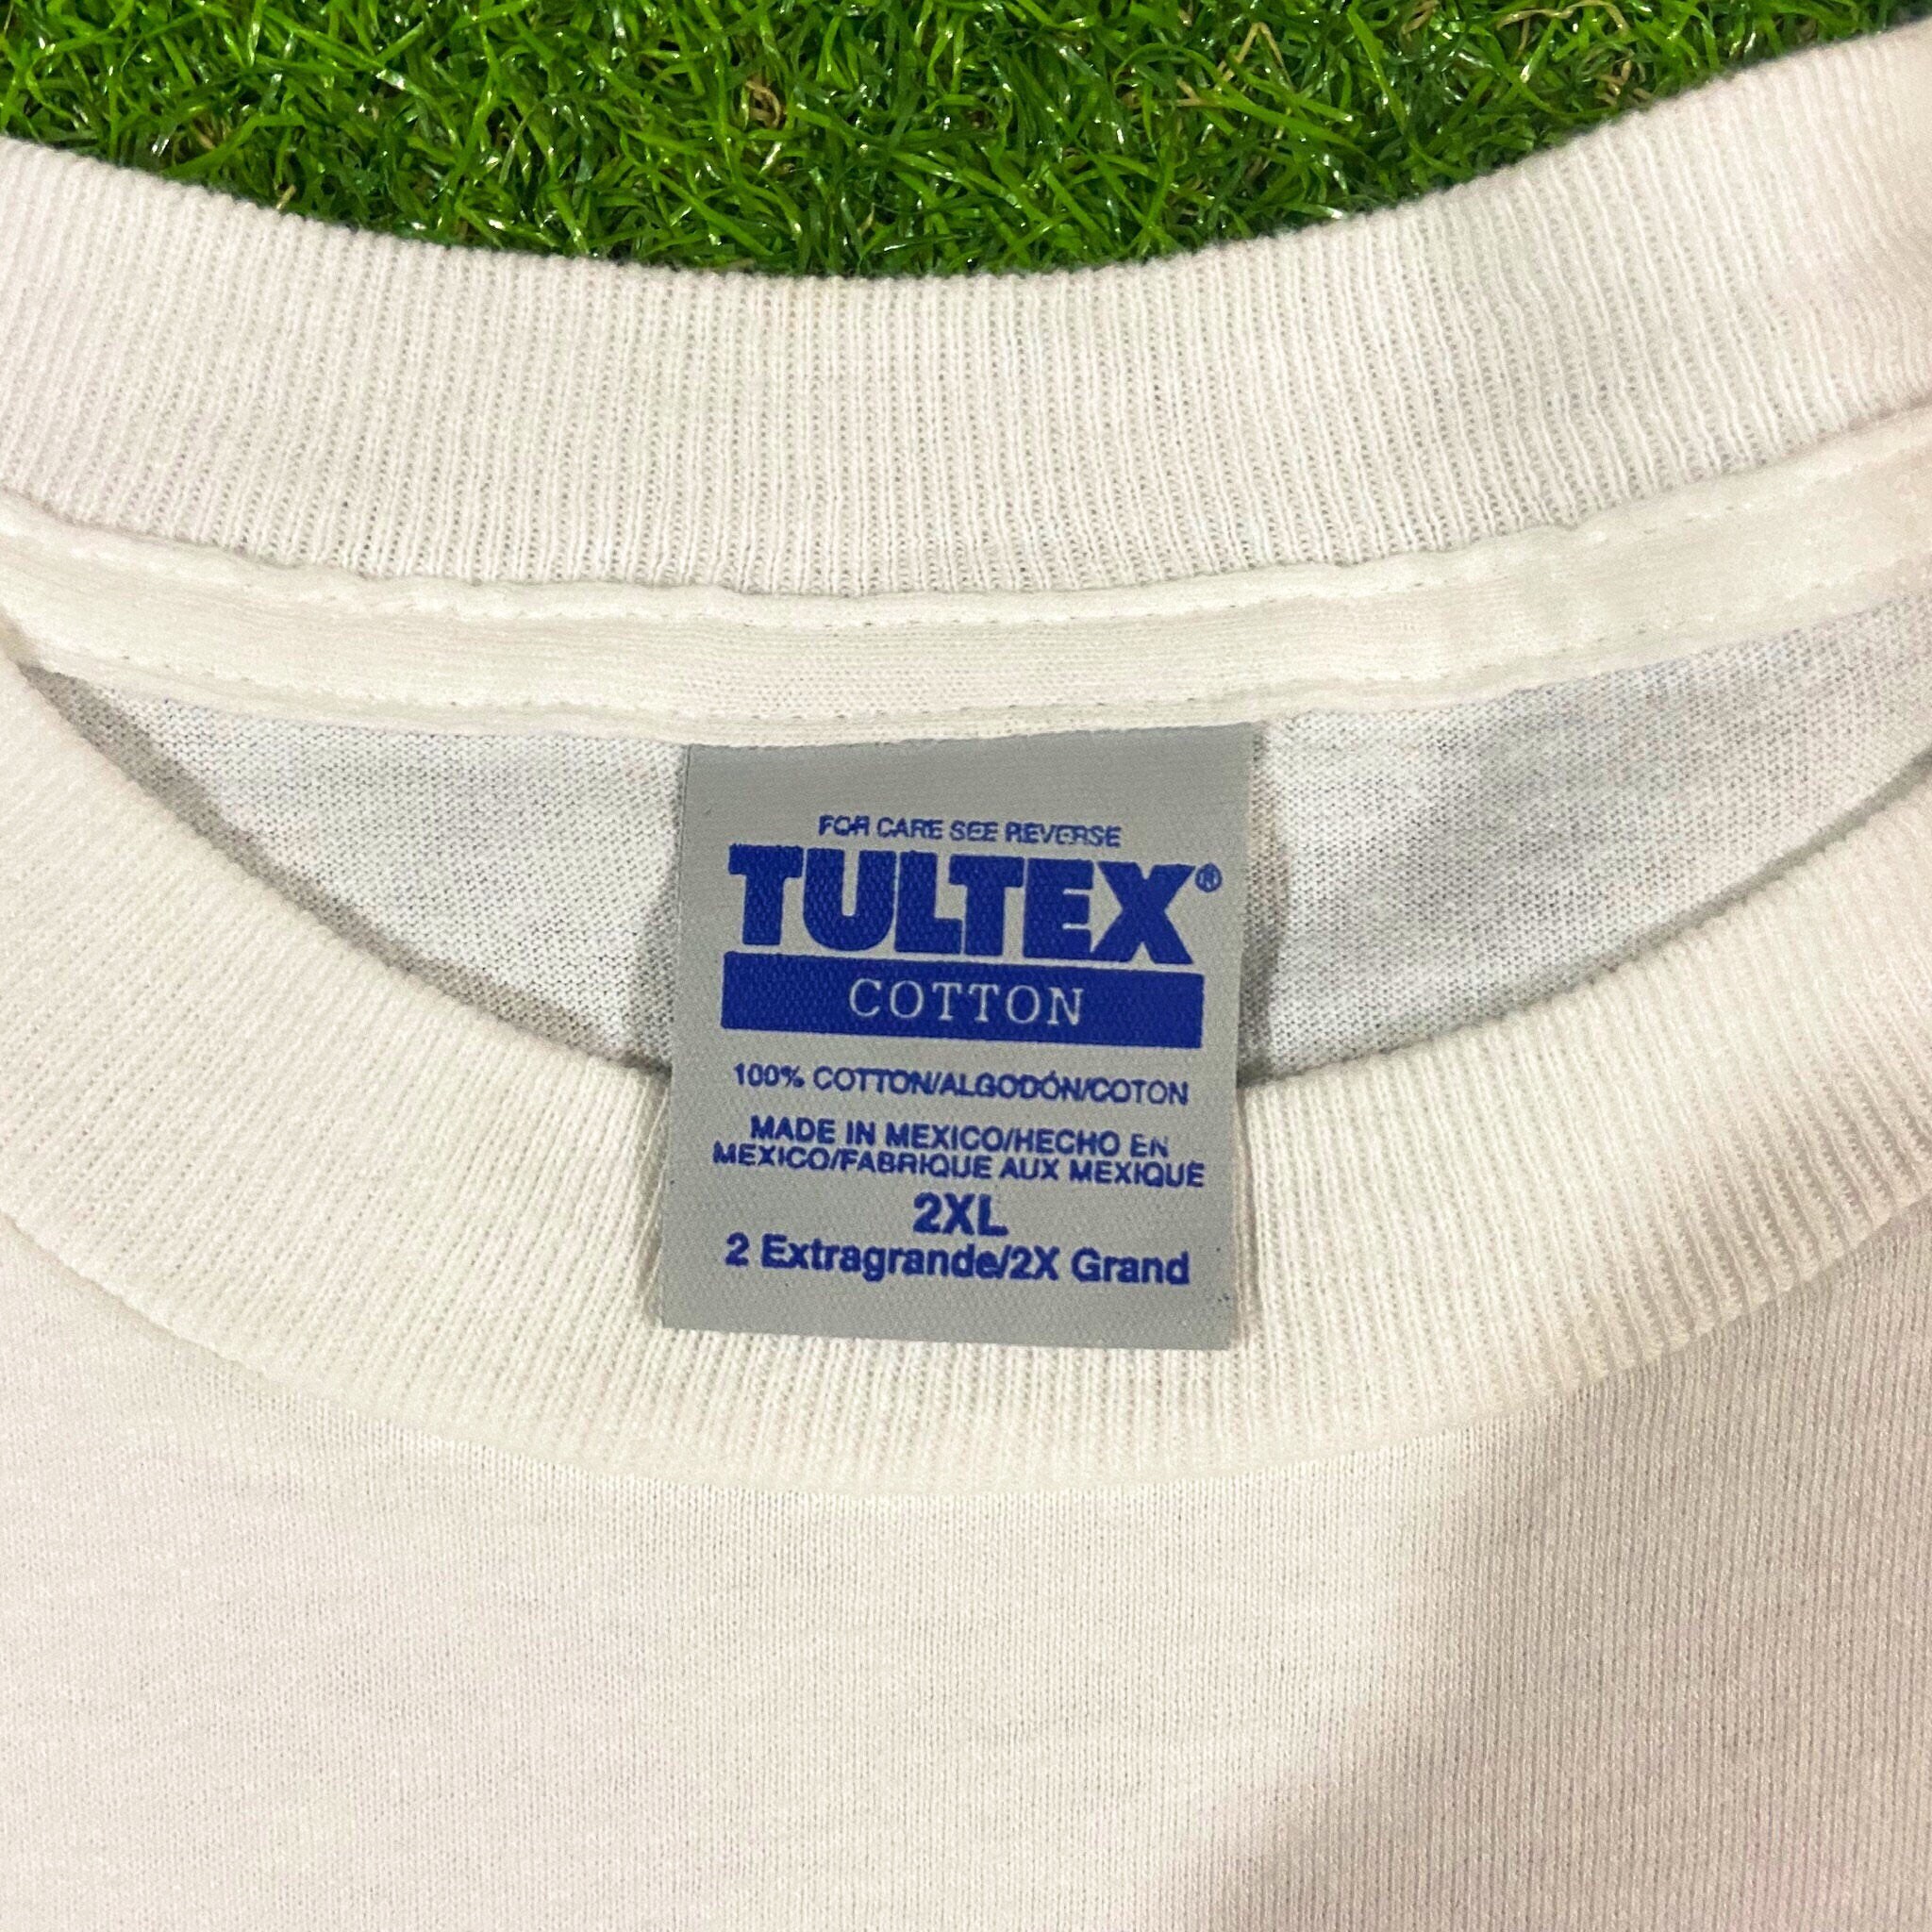 FOR CARE SEE REVERSE
TULTEX®
COTTON
100% COTTON/ALGODÓN/COTON
MADE IN MEXICO/HECHO EN
MEXICO/FABRIQUE AUX MEXIQUE
2XL
2 Extragrande/2X Grand